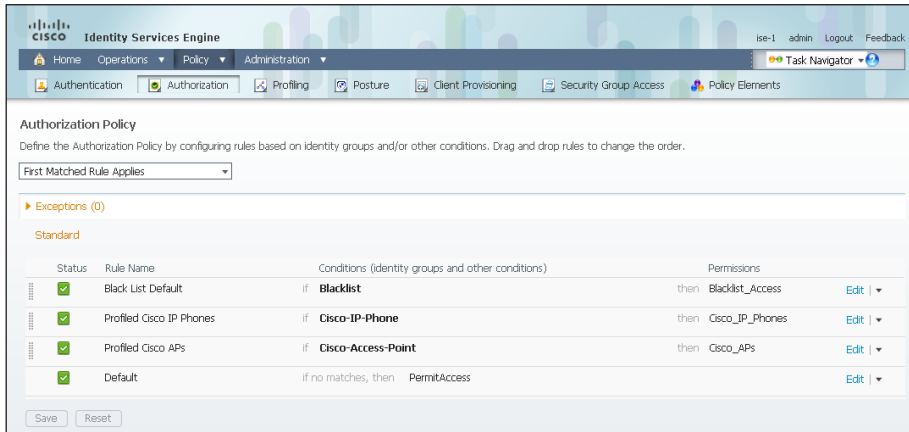 CISCO Identity Services Engine ise-1 admin Logout Feedback
Home Operations Policy Administration Task Navigator ?
Authentication Authorization Profiling Posture Client Provisioning Security Group Access Policy Elements
Authorization Policy
Define the Authorization Policy by configuring rules based on identity groups and/or other conditions. Drag and drop rules to change the order.
First Matched Rule Applies
Exceptions (0)
Standard
Status Rule Name Conditions (identity groups and other conditions) Permissions
Black List Default if Blacklist then Blacklist_Access Edit |
Profiled Cisco IP Phones if Cisco-IP-Phone then Cisco_IP_Phones Edit |
Profiled Cisco APs if Cisco-Access-Point then Cisco_APs Edit |
Default if no matches, then PermitAccess Edit |
Save Reset